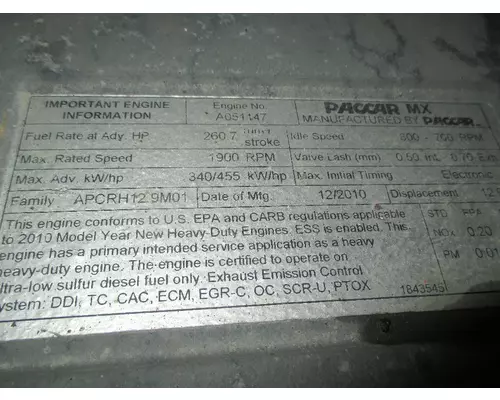 IMPORTANT ENGINE INFORMATION Engine No. A051147 PACCAR MX MANUFACTURED BY PACCAR
Fuel Rate at Adv. HP 260.7 stroke Idle Speed 600 - 700 RPM
Max. Rated Speed 1900 RPM Valve Lash (mm) 0.50 Int. 0.70 Exh
Max. Adv. kW/hp 340/455 kW/hp Max. Initial Timing Electronic
Family APCRH12.9M01 Date of Mfg. 12/2010 Displacement 12.
This engine conforms to U.S. EPA and CARB regulations applicable STD EPA
to 2010 Model Year New Heavy-Duty Engines. ESS is enabled. This
engine has a primary intended service application as a heavy NOx 0.20
heavy-duty engine. The engine is certified to operate on
ultra-low sulfur diesel fuel only. Exhaust Emission Control PM 0.01
System: DDI, TC, CAC, ECM, EGR-C, OC, SCR-U, PTOX 1843545